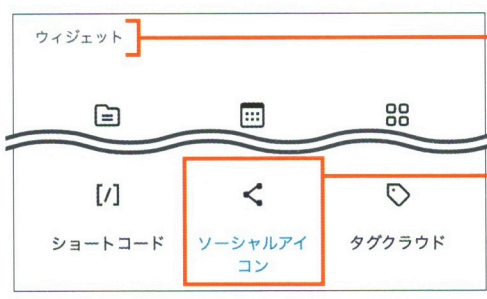 ウィジェット
[/]
ショートコード
ソーシャルアイ
コン
タグクラウド